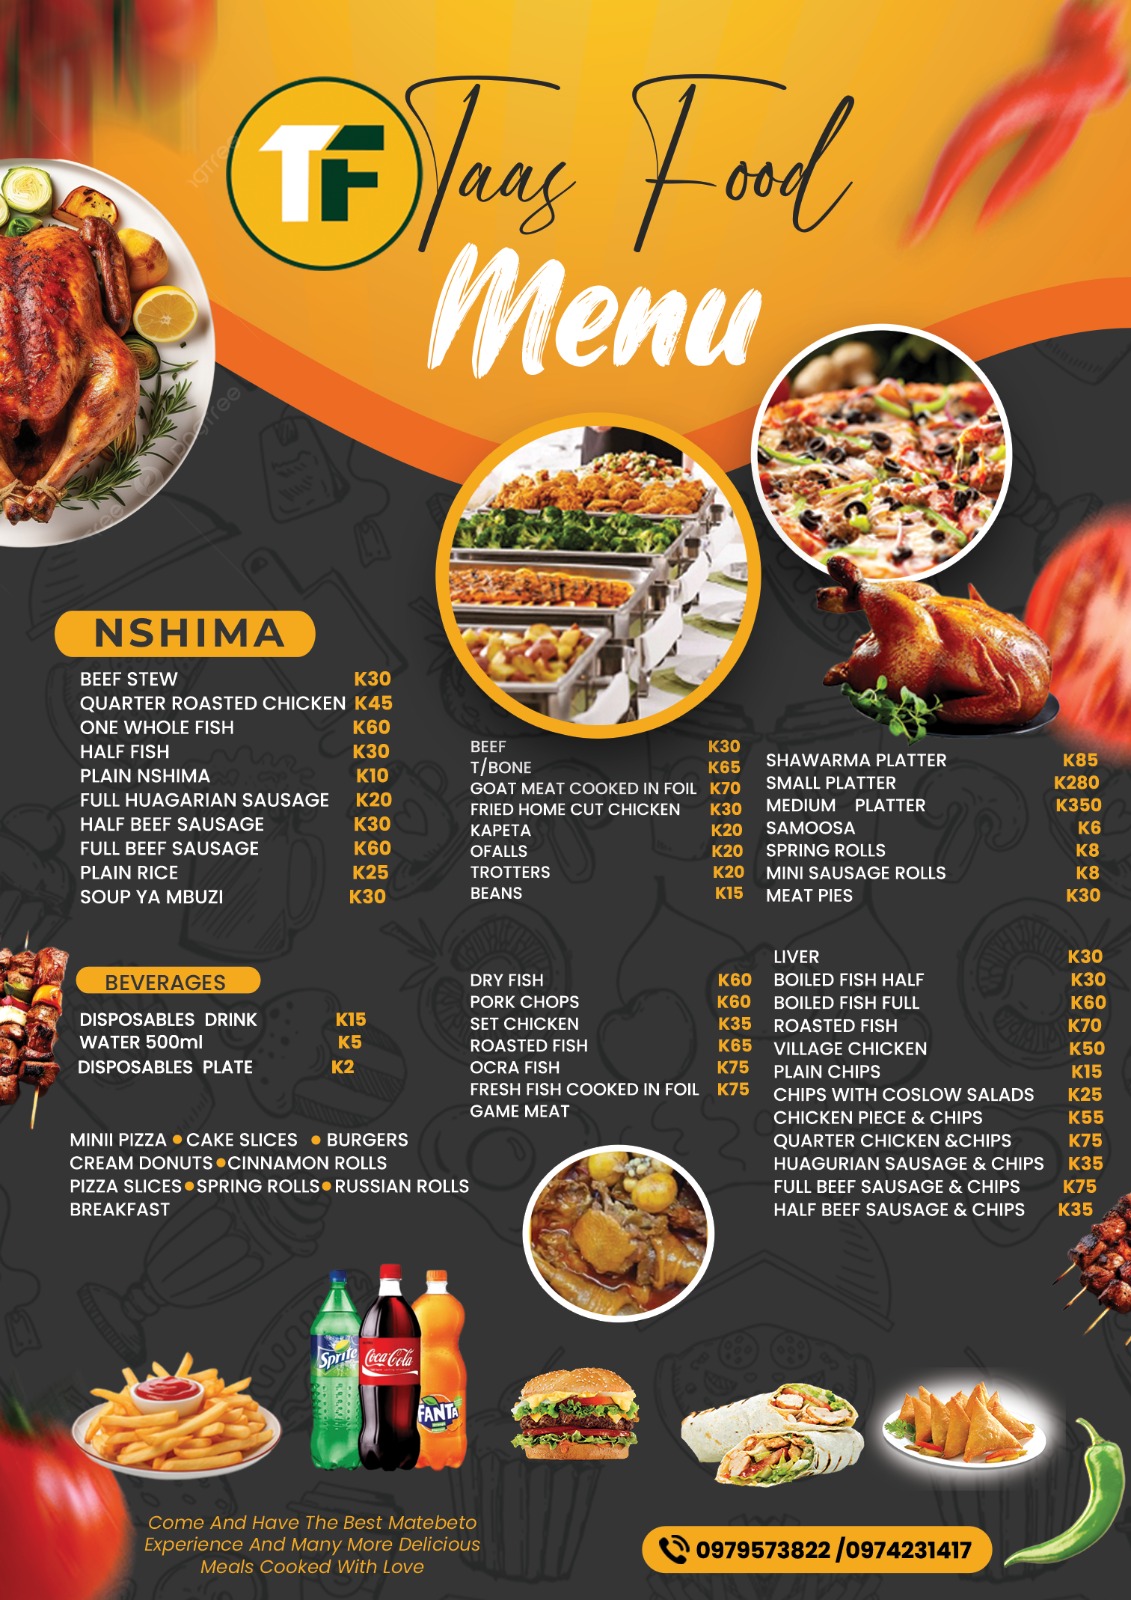 TF Taas Food
Menu
NSHIMA
BEEF STEW K30
QUARTER ROASTED CHICKEN K45
ONE WHOLE FISH K60
HALF FISH K30
PLAIN NSHIMA K10
FULL HUAGARIAN SAUSAGE K20
HALF BEEF SAUSAGE K30
FULL BEEF SAUSAGE K60
PLAIN RICE K25
SOUP YA MBUZI K30
BEEF K30
T/BONE K65
GOAT MEAT COOKED IN FOIL K70
FRIED HOME CUT CHICKEN K30
KAPETA K20
OFALLS K20
TROTTERS K20
BEANS K15
SHAWARMA PLATTER K85
SMALL PLATTER K280
MEDIUM PLATTER K350
SAMOOSA K6
SPRING ROLLS K8
MINI SAUSAGE ROLLS K8
MEAT PIES K30
BEVERAGES
DISPOSABLES DRINK K15
WATER 500ml K5
DISPOSABLES PLATE K2
MINII PIZZA • CAKE SLICES • BURGERS
CREAM DONUTS • CINNAMON ROLLS
PIZZA SLICES • SPRING ROLLS • RUSSIAN ROLLS
BREAKFAST
DRY FISH K60
PORK CHOPS K60
SET CHICKEN K35
ROASTED FISH K65
OCRA FISH K75
FRESH FISH COOKED IN FOIL K75
GAME MEAT
LIVER K30
BOILED FISH HALF K30
BOILED FISH FULL K60
ROASTED FISH K70
VILLAGE CHICKEN K50
PLAIN CHIPS K15
CHIPS WITH COSLOW SALADS K25
CHICKEN PIECE & CHIPS K55
QUARTER CHICKEN &CHIPS K75
HUAGURIAN SAUSAGE & CHIPS K35
FULL BEEF SAUSAGE & CHIPS K75
HALF BEEF SAUSAGE & CHIPS K35
Sprite
Coca-Cola
FANTA
Come And Have The Best Matebeto
Experience And Many More Delicious
Meals Cooked With Love
0979573822 /0974231417